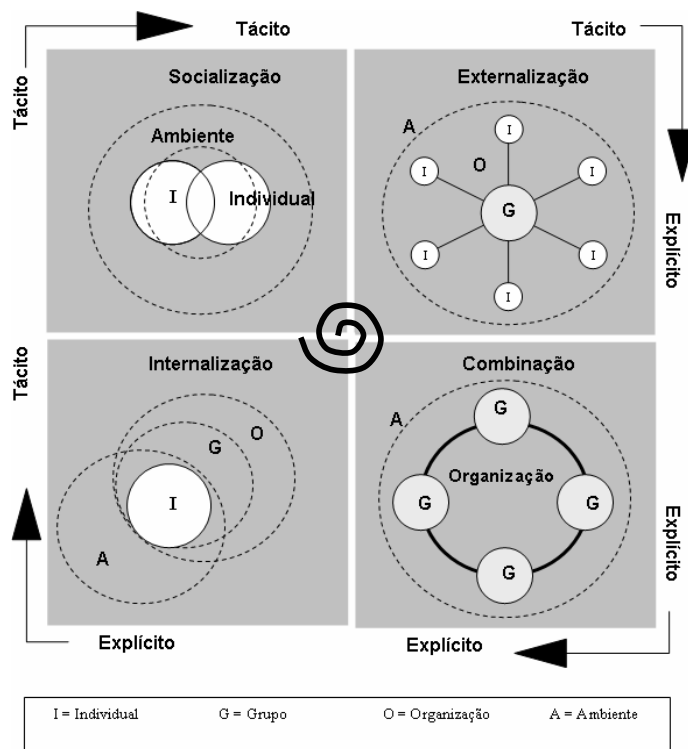 Tácito
Tácito
Tácito
Socialização
Ambiente
I
Individual
Externalização
A
I
O
I
I
G
I
I
I
Explícito
Tácito
Internalização
O
G
I
A
Explícito
Combinação
A
G
Organização
G
G
G
Explícito
Explícito
I = Individual G = Grupo O = Organização A = Ambiente